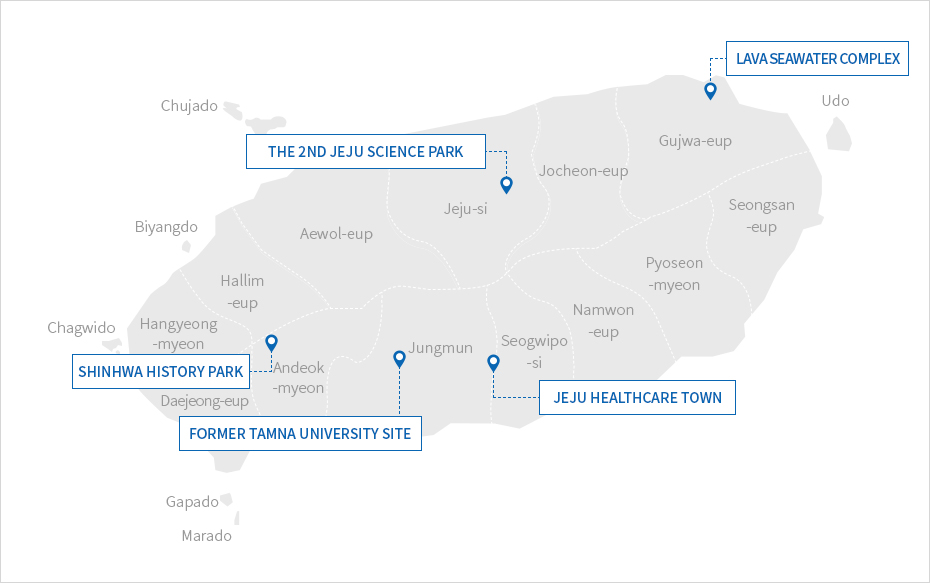 LAVA SEAWATER COMPLEX
Chujado
Udo
THE 2ND JEJU SCIENCE PARK
Gujwa-eup
Jocheon-eup
Jeju-si
Seongsan
-eup
Biyangdo
Aewol-eup
Pyoseon
-myeon
Hallim
-eup
Namwon
-eup
Chagwido
Hangyeong
-myeon
Jungmun
Seogwipo
-si
SHINHWA HISTORY PARK
Andeok
-myeon
Daejeong-eup
JEJU HEALTHCARE TOWN
FORMER TAMNA UNIVERSITY SITE
Gapado
Marado